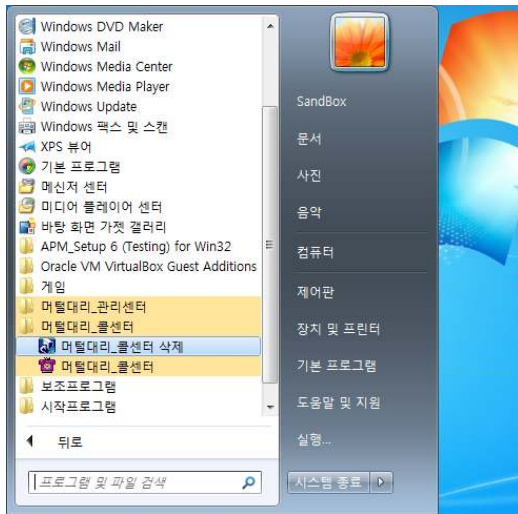 Windows DVD Maker
Windows Mail
Windows Media Center
Windows Media Player
Windows Update
Windows 팩스 및 스캔
XPS 뷰어
기본 프로그램
메신저 센터
미디어 플레이어 센터
바탕 화면 가젯 갤러리
APM_Setup 6 (Testing) for Win32
Oracle VM VirtualBox Guest Additions
게임
머털대리_관리센터
머털대리_콜센터
머털대리_콜센터 삭제
머털대리_콜센터
보조프로그램
시작프로그램
뒤로
프로그램 및 파일 검색
SandBox
문서
사진
음악
컴퓨터
제어판
장치 및 프린터
기본 프로그램
도움말 및 지원
실행...
시스템 종료